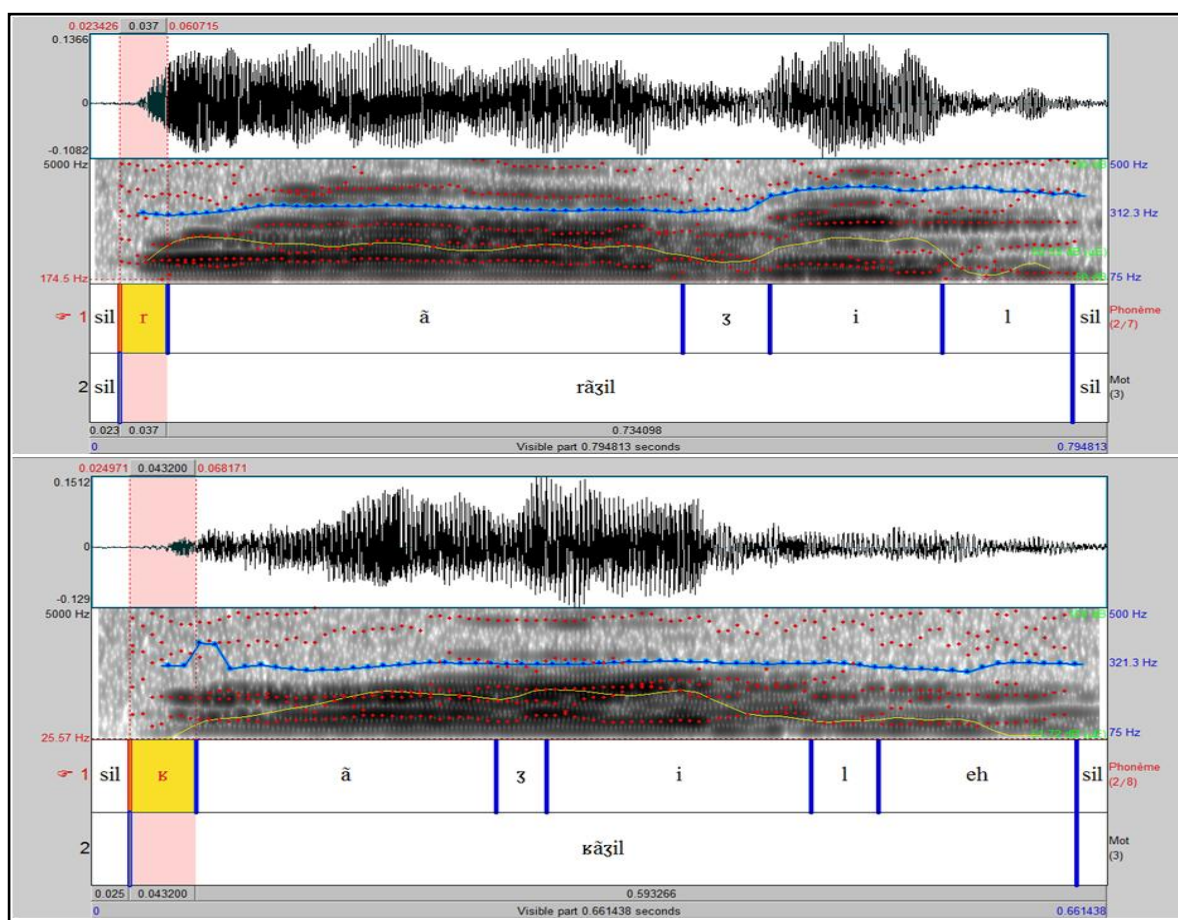 0.023426 0.037 0.060715
0.1366
0
-0.1082
5000 Hz 500 Hz
312.3 Hz
174.5 Hz 75 Hz
1 sil r ã ʒ i l sil Phonème (2/7)
2 sil rãʒil sil Mot (3)
0.023 0.037 0.734098
0 Visible part 0.794813 seconds 0.794813
0.024971 0.043200 0.068171
0.1512
0
-0.129
5000 Hz 500 Hz
321.3 Hz
25.57 Hz 75 Hz
1 sil ʁ ã ʒ i l eh sil Phonème (2/8)
2 ʁãʒil Mot (3)
0.025 0.043200 0.593266
0 Visible part 0.661438 seconds 0.661438